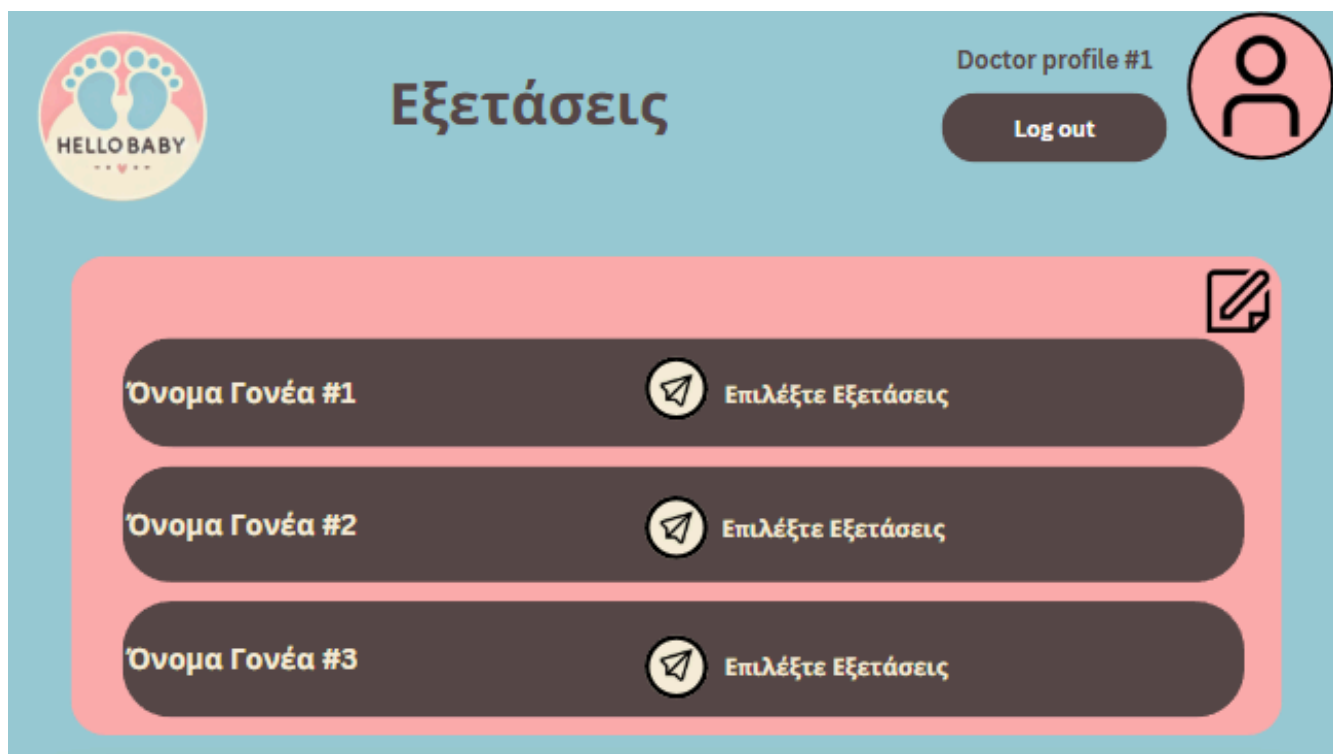 HELLO BABY
Εξετάσεις
Doctor profile #1
Log out
Όνομα Γονέα #1
Επιλέξτε Εξετάσεις
Όνομα Γονέα #2
Επιλέξτε Εξετάσεις
Όνομα Γονέα #3
Επιλέξτε Εξετάσεις